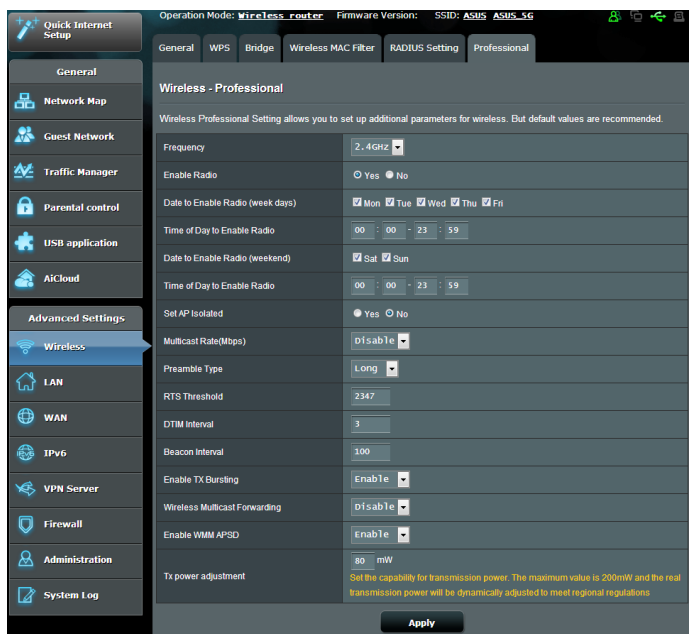 Operation Mode: Wireless router Firmware Version: SSID: ASUS ASUS_5G
Quick Internet Setup
General WPS Bridge Wireless MAC Filter RADIUS Setting Professional
General
Network Map
Guest Network
Traffic Manager
Parental control
USB application
AiCloud
Advanced Settings
Wireless
LAN
WAN
IPv6
VPN Server
Firewall
Administration
System Log
Wireless - Professional
Wireless Professional Setting allows you to set up additional parameters for wireless. But default values are recommended.
Frequency 2.4GHz
Enable Radio Yes No
Date to Enable Radio (week days) Mon Tue Wed Thu Fri
Time of Day to Enable Radio 00 : 00 - 23 : 59
Date to Enable Radio (weekend) Sat Sun
Time of Day to Enable Radio 00 : 00 - 23 : 59
Set AP Isolated Yes No
Multicast Rate(Mbps) Disable
Preamble Type Long
RTS Threshold 2347
DTIM Interval 3
Beacon Interval 100
Enable TX Bursting Enable
Wireless Multicast Forwarding Disable
Enable WMM APSD Enable
Tx power adjustment 80 mW
Set the capability for transmission power. The maximum value is 200mW and the real
transmission power will be dynamically adjusted to meet regional regulations
Apply